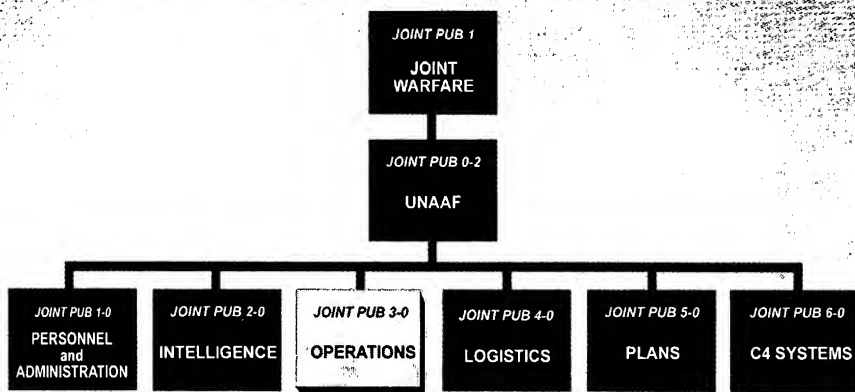 JOINT PUB 1
JOINT
WARFARE
JOINT PUB 0-2
UNAAF
JOINT PUB 1-0
PERSONNEL
and
ADMINISTRATION
JOINT PUB 2-0
INTELLIGENCE
JOINT PUB 3-0
OPERATIONS
JOINT PUB 4-0
LOGISTICS
JOINT PUB 5-0
PLANS
JOINT PUB 6-0
C4 SYSTEMS